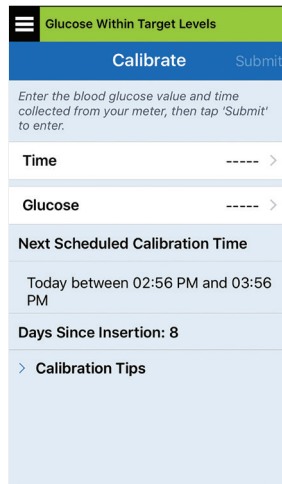 Glucose Within Target Levels
Calibrate Submit
Enter the blood glucose value and time
collected from your meter, then tap 'Submit'
to enter.
Time ----- >
Glucose ----- >
Next Scheduled Calibration Time
Today between 02:56 PM and 03:56
PM
Days Since Insertion: 8
> Calibration Tips